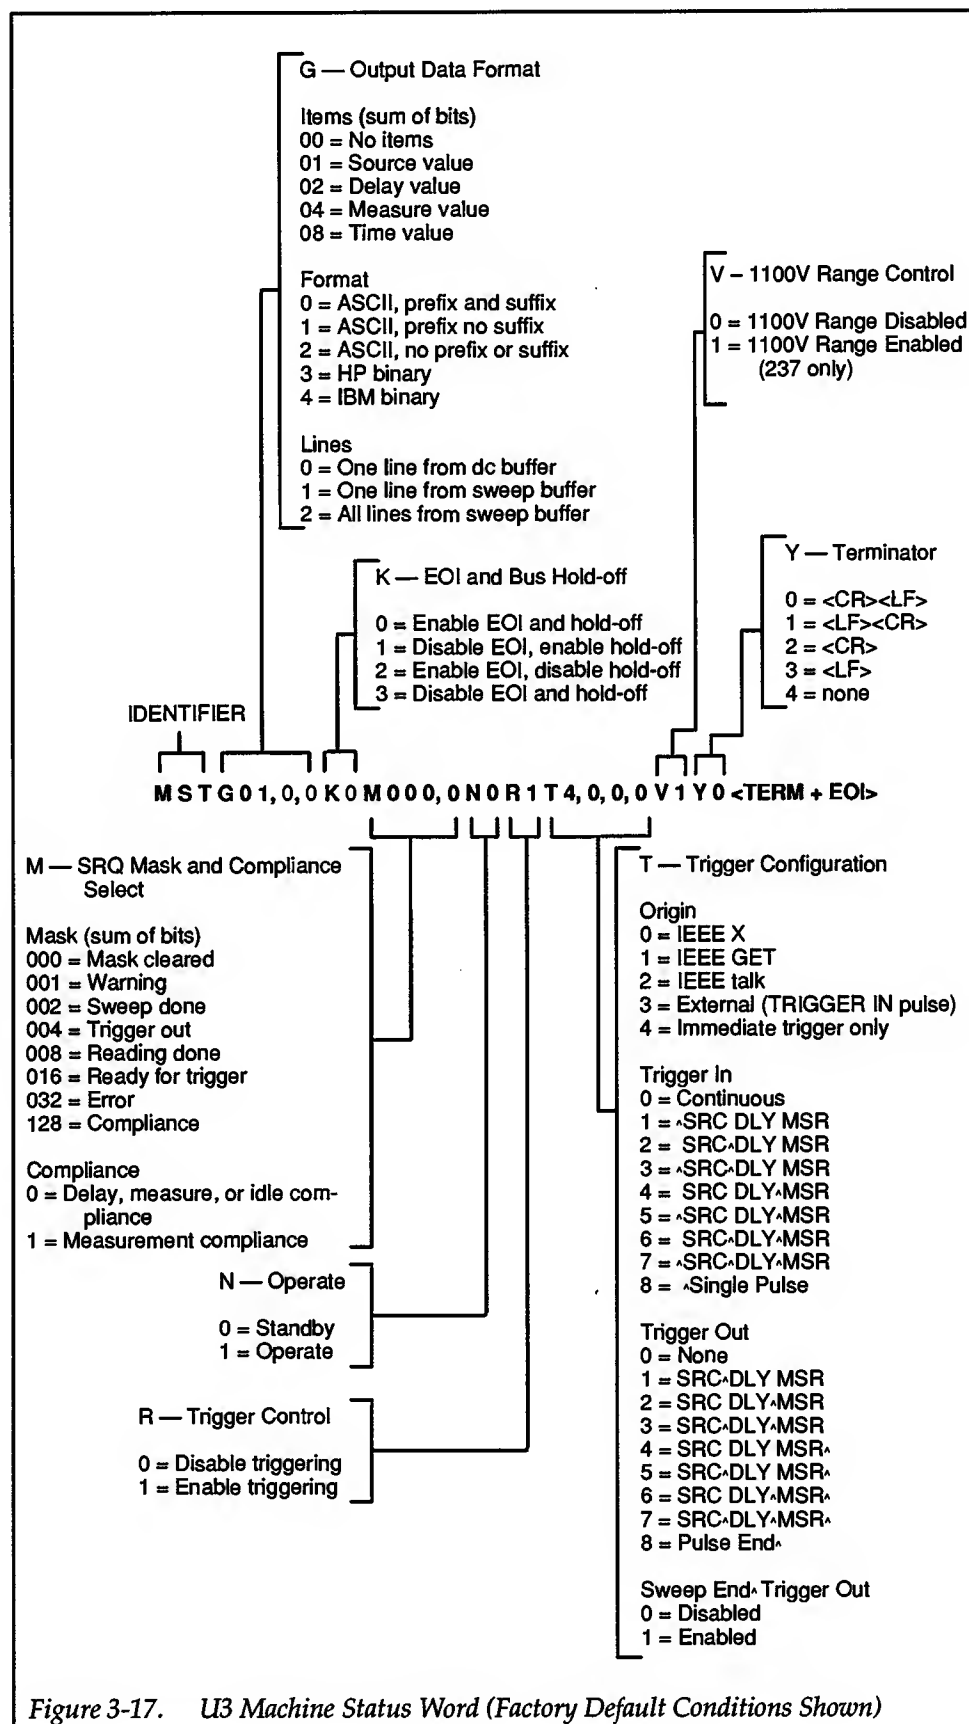 G — Output Data Format
Items (sum of bits)
00 = No items
01 = Source value
02 = Delay value
04 = Measure value
08 = Time value
Format
0 = ASCII, prefix and suffix
1 = ASCII, prefix no suffix
2 = ASCII, no prefix or suffix
3 = HP binary
4 = IBM binary
Lines
0 = One line from dc buffer
1 = One line from sweep buffer
2 = All lines from sweep buffer
V – 1100V Range Control
0 = 1100V Range Disabled
1 = 1100V Range Enabled
(237 only)
K — EOI and Bus Hold-off
0 = Enable EOI and hold-off
1 = Disable EOI, enable hold-off
2 = Enable EOI, disable hold-off
3 = Disable EOI and hold-off
Y — Terminator
0 = <CR><LF>
1 = <LF><CR>
2 = <CR>
3 = <LF>
4 = none
IDENTIFIER
MSTG01,0,0K0M000,0N0R1T4,0,0,0V1Y0<TERM + EOI>
M — SRQ Mask and Compliance
Select
Mask (sum of bits)
000 = Mask cleared
001 = Warning
002 = Sweep done
004 = Trigger out
008 = Reading done
016 = Ready for trigger
032 = Error
128 = Compliance
Compliance
0 = Delay, measure, or idle com-
pliance
1 = Measurement compliance
N — Operate
0 = Standby
1 = Operate
R — Trigger Control
0 = Disable triggering
1 = Enable triggering
T — Trigger Configuration
Origin
0 = IEEE X
1 = IEEE GET
2 = IEEE talk
3 = External (TRIGGER IN pulse)
4 = Immediate trigger only
Trigger In
0 = Continuous
1 = ^SRC DLY MSR
2 = SRC^DLY MSR
3 = ^SRC^DLY MSR
4 = SRC DLY^MSR
5 = ^SRC DLY^MSR
6 = SRC^DLY^MSR
7 = ^SRC^DLY^MSR
8 = ^Single Pulse
Trigger Out
0 = None
1 = SRC^DLY MSR
2 = SRC DLY^MSR
3 = SRC^DLY^MSR
4 = SRC DLY MSR^
5 = SRC^DLY MSR^
6 = SRC DLY^MSR^
7 = SRC^DLY^MSR^
8 = Pulse End^
Sweep End^ Trigger Out
0 = Disabled
1 = Enabled
Figure 3-17. U3 Machine Status Word (Factory Default Conditions Shown)